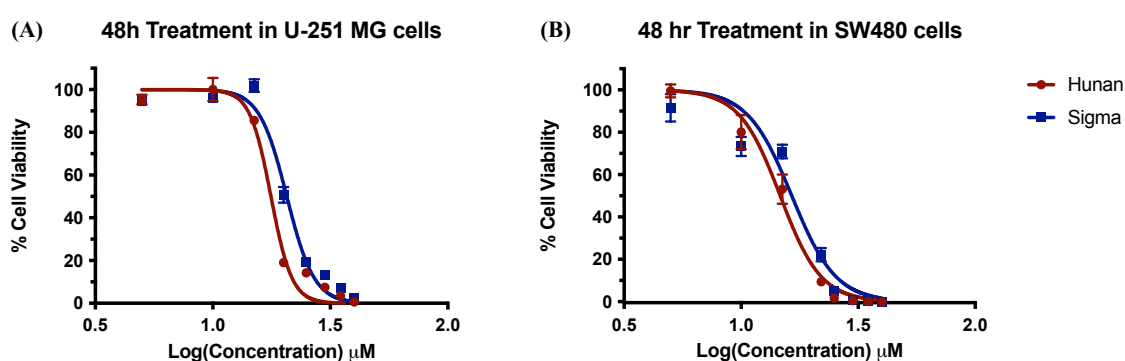 (A) 48h Treatment in U-251 MG cells
% Cell Viability
100
80
60
40
20
0
0.5 1.0 1.5 2.0
Log(Concentration) μM
(B) 48 hr Treatment in SW480 cells
% Cell Viability
100
80
60
40
20
0
0.5 1.0 1.5 2.0
Log(Concentration) μM
Hunan
Sigma